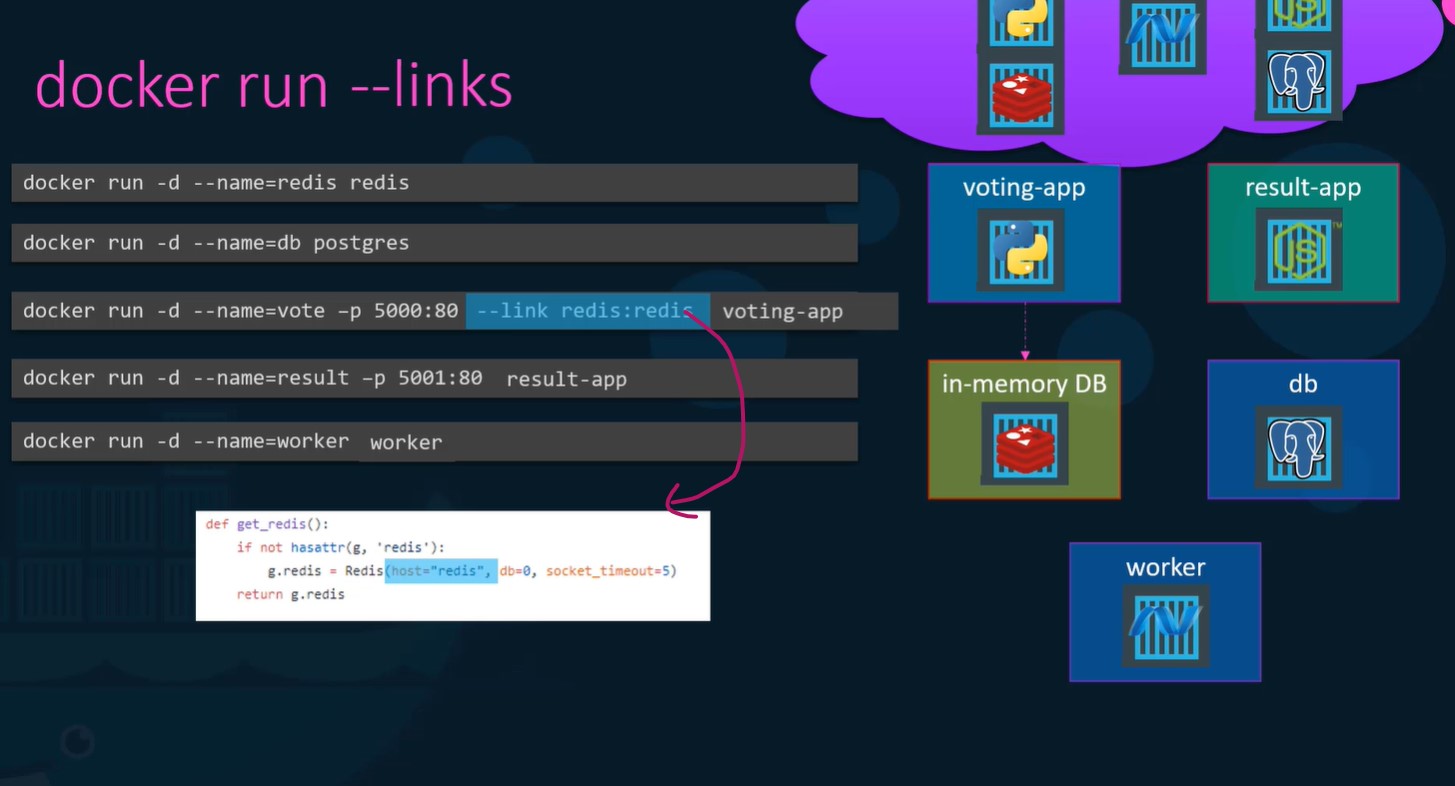 docker run --links
docker run -d --name=redis redis
docker run -d --name=db postgres
docker run -d --name=vote –p 5000:80 --link redis:redis voting-app
docker run -d --name=result –p 5001:80 result-app
docker run -d --name=worker worker
def get_redis():
    if not hasattr(g, 'redis'):
        g.redis = Redis(host="redis", db=0, socket_timeout=5)
    return g.redis
voting-app
result-app
JS
TM
in-memory DB
db
worker